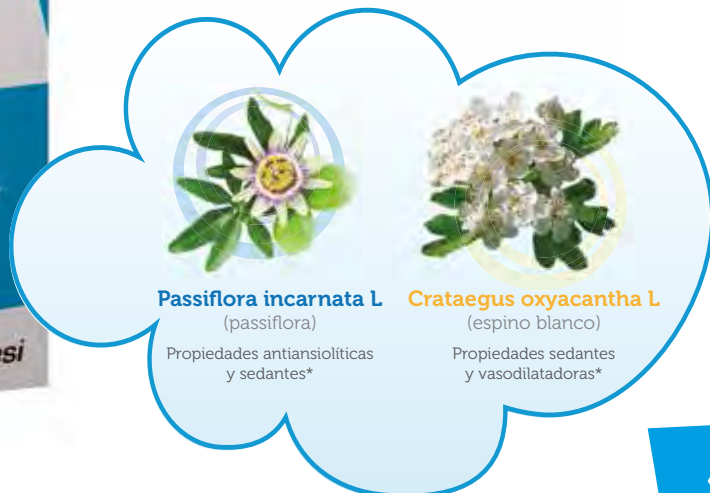 Passiflora incarnata L
Crataegus oxyacantha L
(passiflora)
(espino blanco)
Propiedades antiansiolíticas
y sedantes*
Propiedades sedantes
y vasodilatadoras*